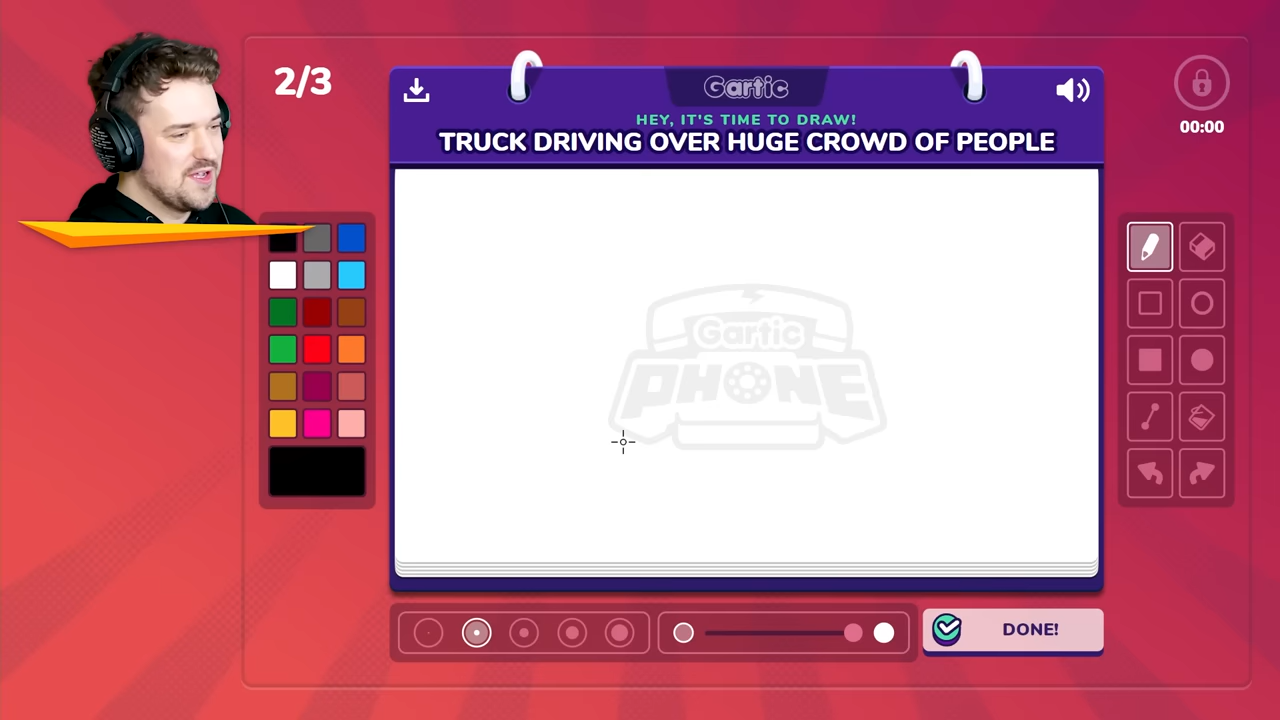 2/3
Gartic
HEY, IT'S TIME TO DRAW!
TRUCK DRIVING OVER HUGE CROWD OF PEOPLE
00:00
Gartic
PHONE
DONE!